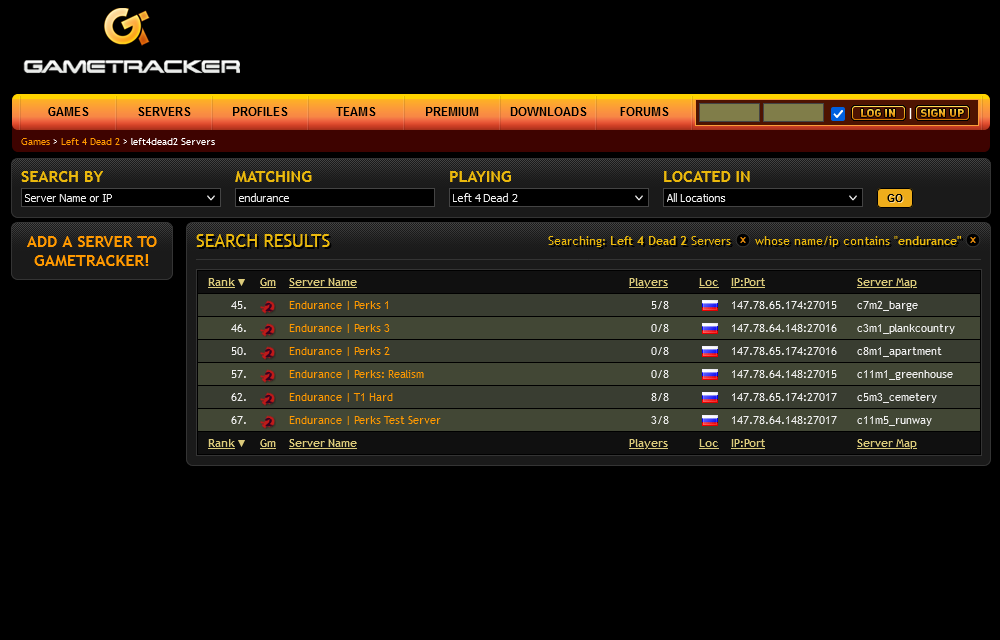 GAMETRACKER
GAMES SERVERS PROFILES TEAMS PREMIUM DOWNLOADS FORUMS LOG IN | SIGN UP
Games > Left 4 Dead 2 > left4dead2 Servers
SEARCH BY MATCHING PLAYING LOCATED IN
Server Name or IP endurance Left 4 Dead 2 All Locations GO
ADD A SERVER TO
GAMETRACKER!
SEARCH RESULTS Searching: Left 4 Dead 2 Servers x whose name/ip contains "endurance" x
Rank▼ Gm Server Name Players Loc IP:Port Server Map
45. 2 Endurance | Perks 1 5/8 147.78.65.174:27015 c7m2_barge
46. 2 Endurance | Perks 3 0/8 147.78.64.148:27016 c3m1_plankcountry
50. 2 Endurance | Perks 2 0/8 147.78.65.174:27016 c8m1_apartment
57. 2 Endurance | Perks: Realism 0/8 147.78.64.148:27015 c11m1_greenhouse
62. 2 Endurance | T1 Hard 8/8 147.78.65.174:27017 c5m3_cemetery
67. 2 Endurance | Perks Test Server 3/8 147.78.64.148:27017 c11m5_runway
Rank▼ Gm Server Name Players Loc IP:Port Server Map